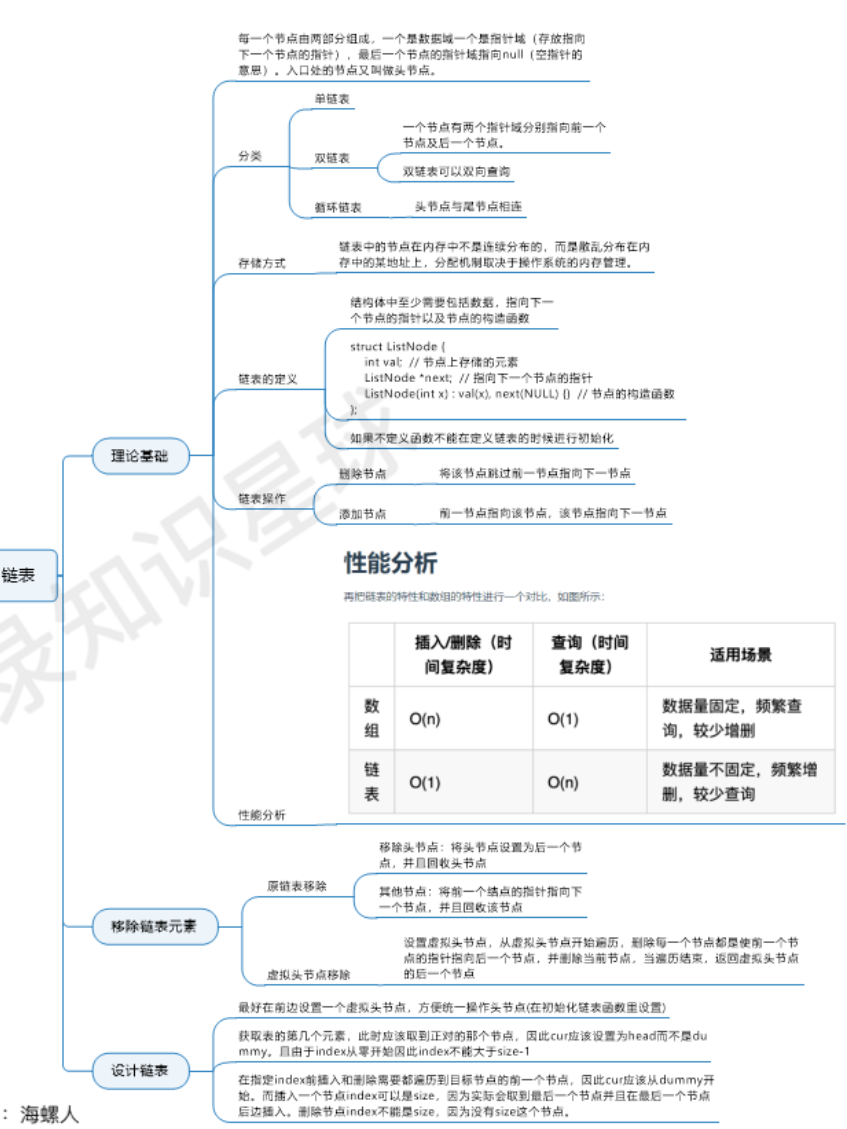 每一个节点由两部分组成，一个是数据域一个是指针域（存放指向
下一个节点的指针），最后一个节点的指针域指向null（空指针的
意思）。入口处的节点又叫做头节点。
单链表
分类
一个节点有两个指针域分别指向前一个
节点及后一个节点。
双链表
双链表可以双向查询
循环链表
头节点与尾节点相连
存储方式
链表中的节点在内存中不是连续分布的，而是散乱分布在内
存中的某地址上，分配机制取决于操作系统的内存管理。
结构体中至少需要包括数据，指向下一
个节点的指针以及节点的构造函数
链表的定义
struct ListNode {
int val; // 节点上存储的元素
ListNode *next; // 指向下一个节点的指针
ListNode(int x) : val(x), next(NULL) {} // 节点的构造函数
};
如果不定义函数不能在定义链表的时候进行初始化
理论基础
链表操作
删除节点
将该节点跳过前一节点指向下一节点
添加节点
前一节点指向该节点，该节点指向下一节点
链表
性能分析
再把链表的特性和数组的特性进行一个对比，如图所示：
插入/删除（时
间复杂度）
查询（时间
复杂度）
适用场景
数
组
O(n)
O(1)
数据量固定，频繁查
询，较少增删
链
表
O(1)
O(n)
数据量不固定，频繁增
删，较少查询
性能分析
移除链表元素
原链表移除
移除头节点：将头节点设置为后一个节
点，并且回收头节点
其他节点：将前一个结点的指针指向下
一个节点，并且回收该节点
虚拟头节点移除
设置虚拟头节点，从虚拟头节点开始遍历，删除每一个节点都是使前一个节
点的指针指向后一个节点，并删除当前节点，当遍历结束，返回虚拟头节点
的后一个节点
设计链表
最好在前边设置一个虚拟头节点，方便统一操作头节点(在初始化链表函数里设置)
获取表的第几个元素，此时应该取到正对的那个节点，因此cur应该设置为head而不是du
mmy。且由于index从零开始因此index不能大于size-1
在指定index前插入和删除需要都遍历到目标节点的前一个节点，因此cur应该从dummy开
始。而插入一个节点index可以是size，因为实际会取到最后一个节点并且在最后一个节点
后边插入。删除节点index不能是size，因为没有size这个节点。
：海螺人
录知识星球